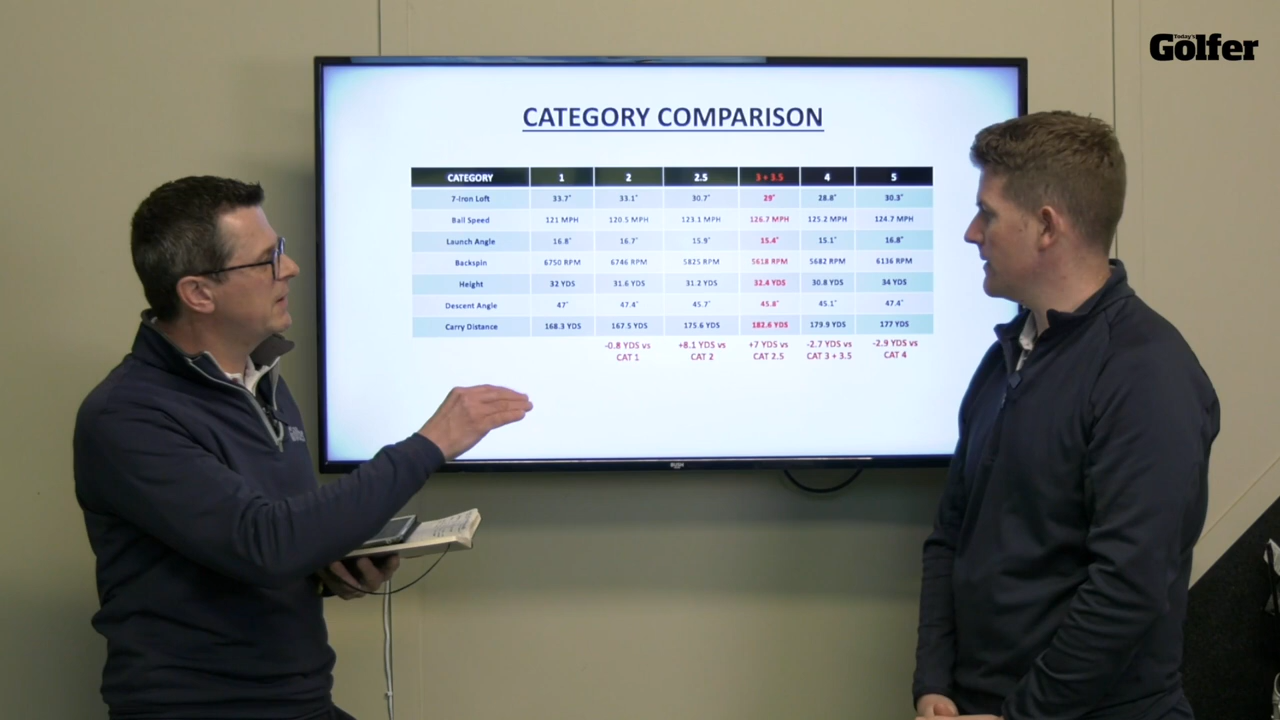 Today's
Golfer
CATEGORY COMPARISON
CATEGORY 1 2 2.5 3 + 3.5 4 5
7-Iron Loft 33.7° 33.1° 30.7° 29° 28.8° 30.3°
Ball Speed 121 MPH 120.5 MPH 123.1 MPH 126.7 MPH 125.2 MPH 124.7 MPH
Launch Angle 16.8° 16.7° 15.9° 15.4° 15.1° 16.8°
Backspin 6750 RPM 6746 RPM 5825 RPM 5618 RPM 5682 RPM 6136 RPM
Height 32 YDS 31.6 YDS 31.2 YDS 32.4 YDS 30.8 YDS 34 YDS
Descent Angle 47° 47.4° 45.7° 45.8° 45.1° 47.4°
Carry Distance 168.3 YDS 167.5 YDS 175.6 YDS 182.6 YDS 179.9 YDS 177 YDS
-0.8 YDS vs +8.1 YDS vs +7 YDS vs -2.7 YDS vs -2.9 YDS vs
CAT 1 CAT 2 CAT 2.5 CAT 3 + 3.5 CAT 4